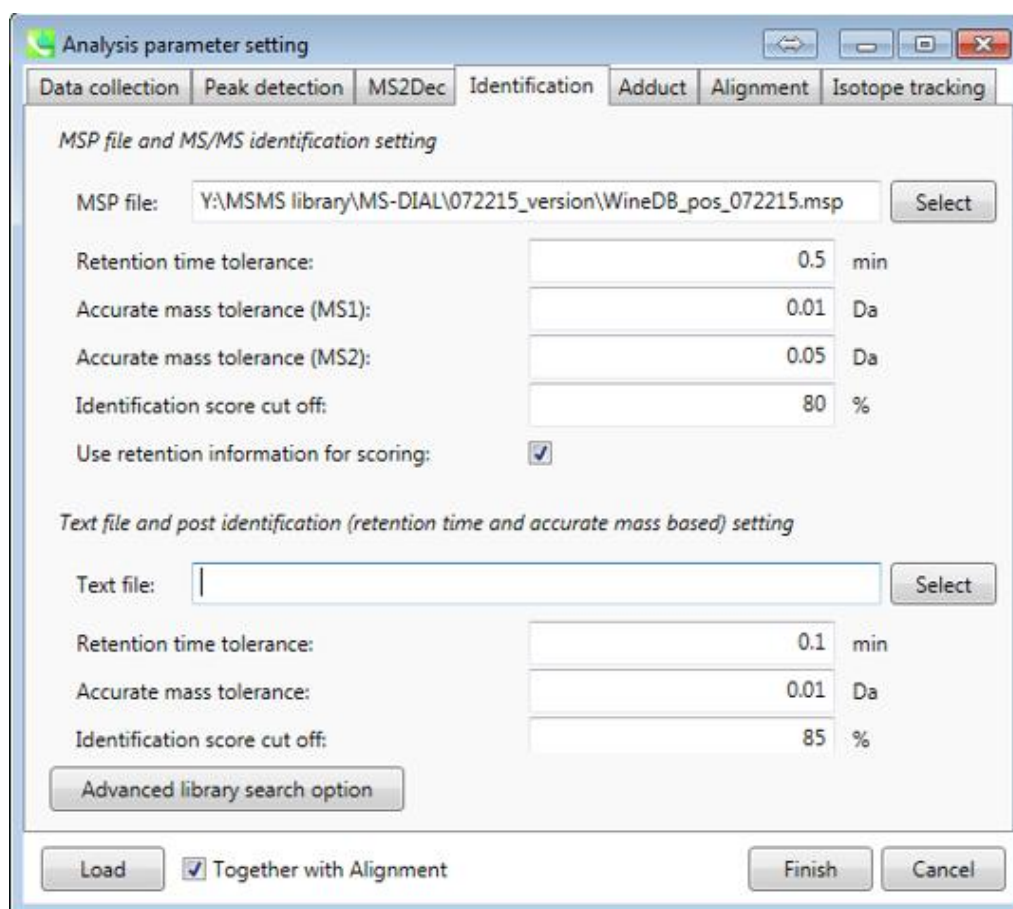 Analysis parameter setting
Data collection Peak detection MS2Dec Identification Adduct Alignment Isotope tracking
MSP file and MS/MS identification setting
MSP file: Y:\MSMS library\MS-DIAL\072215_version\WineDB_pos_072215.msp Select
Retention time tolerance: 0.5 min
Accurate mass tolerance (MS1): 0.01 Da
Accurate mass tolerance (MS2): 0.05 Da
Identification score cut off: 80 %
Use retention information for scoring:
Text file and post identification (retention time and accurate mass based) setting
Text file: Select
Retention time tolerance: 0.1 min
Accurate mass tolerance: 0.01 Da
Identification score cut off: 85 %
Advanced library search option
Load Together with Alignment Finish Cancel